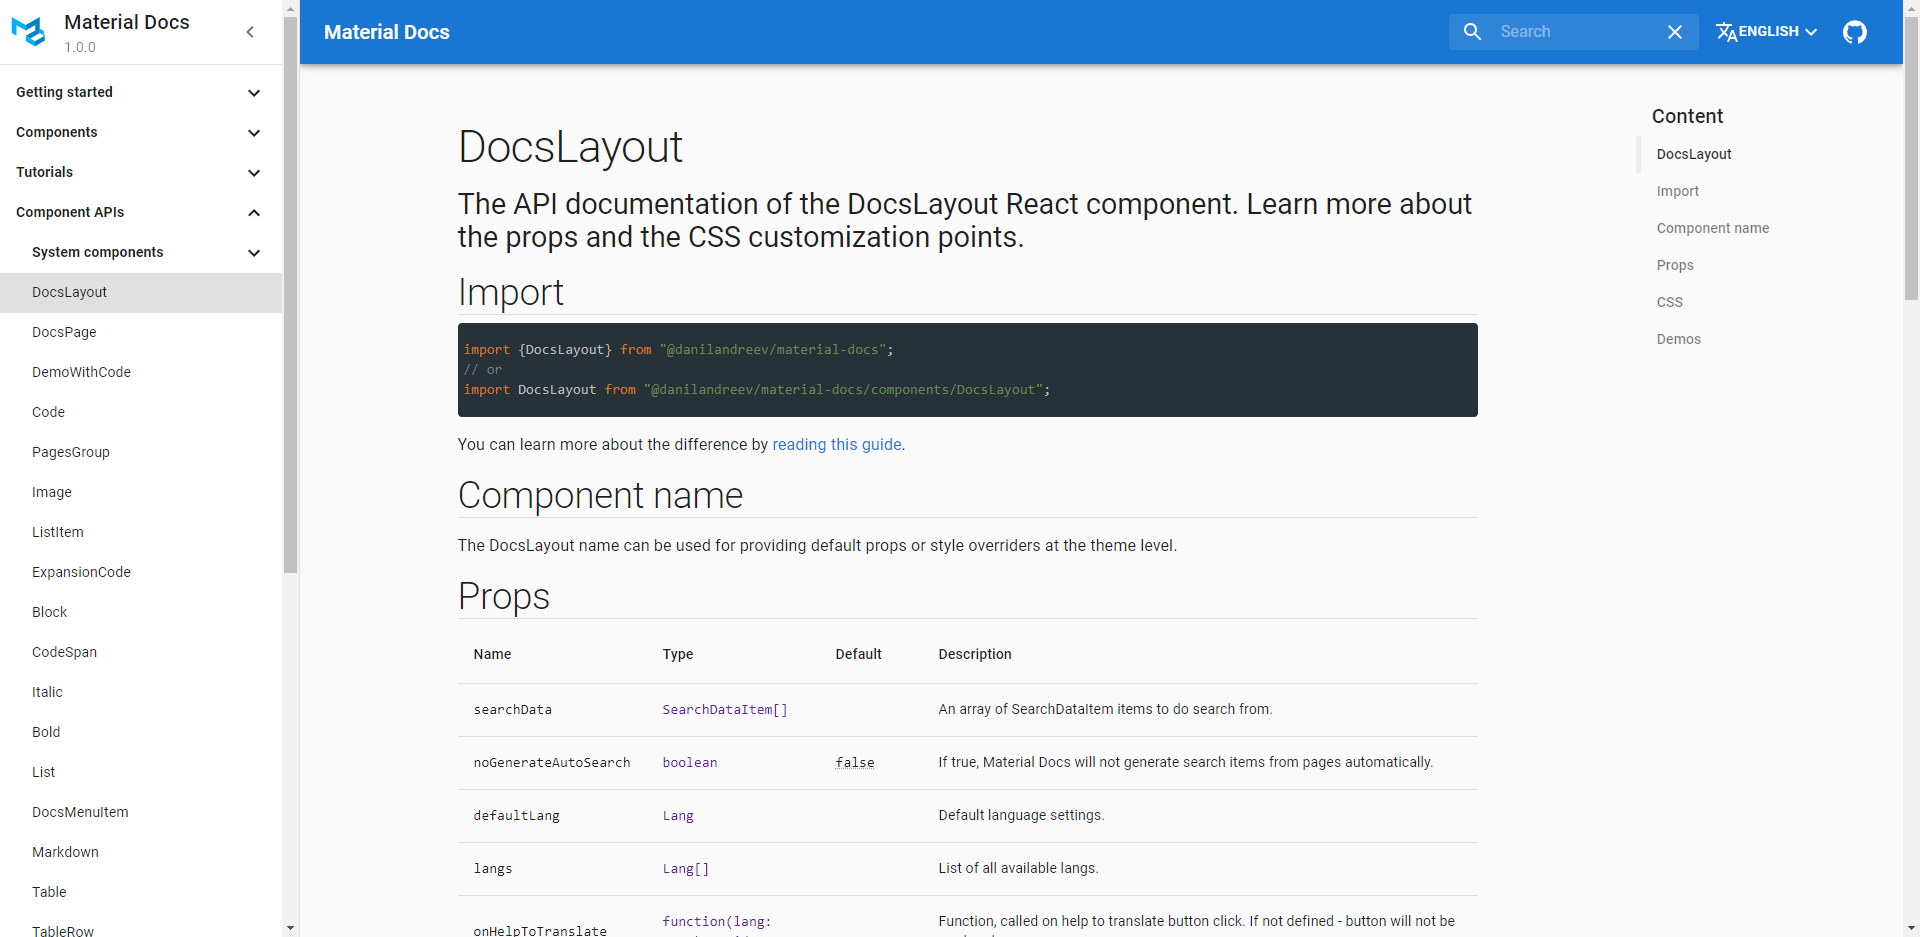 Material Docs
1.0.0
Getting started
Components
Tutorials
Component APIs
System components
DocsLayout
DocsPage
DemoWithCode
Code
PagesGroup
Image
ListItem
ExpansionCode
Block
CodeSpan
Italic
Bold
List
DocsMenuItem
Markdown
Table
TableRow
Material Docs
Search
ENGLISH
DocsLayout
The API documentation of the DocsLayout React component. Learn more about
the props and the CSS customization points.
Import
import {DocsLayout} from "@danilandreev/material-docs";
// or
import DocsLayout from "@danilandreev/material-docs/components/DocsLayout";
You can learn more about the difference by reading this guide.
Component name
The DocsLayout name can be used for providing default props or style overriders at the theme level.
Props
Name Type Default Description
searchData SearchDataItem[] An array of SearchDataItem items to do search from.
noGenerateAutoSearch boolean false If true, Material Docs will not generate search items from pages automatically.
defaultLang Lang Default language settings.
langs Lang[] List of all available langs.
onHelpToTranslate function(lang: Function, called on help to translate button click. If not defined - button will not be
Content
DocsLayout
Import
Component name
Props
CSS
Demos